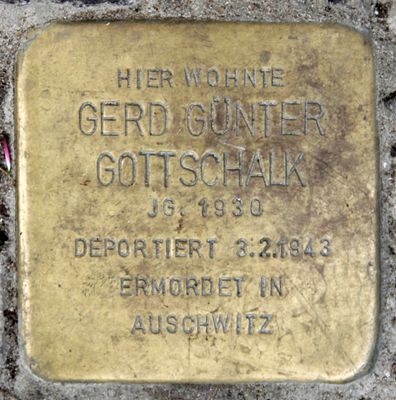 HIER WOHNTE
GERD GÜNTER
GOTTSCHALK
JG. 1930
DEPORTIERT 3.2.1943
ERMORDET IN
AUSCHWITZ